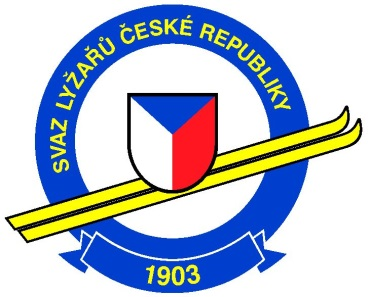 SVAZ LYŽAŘŮ ČESKÉ REPUBLIKY
1903